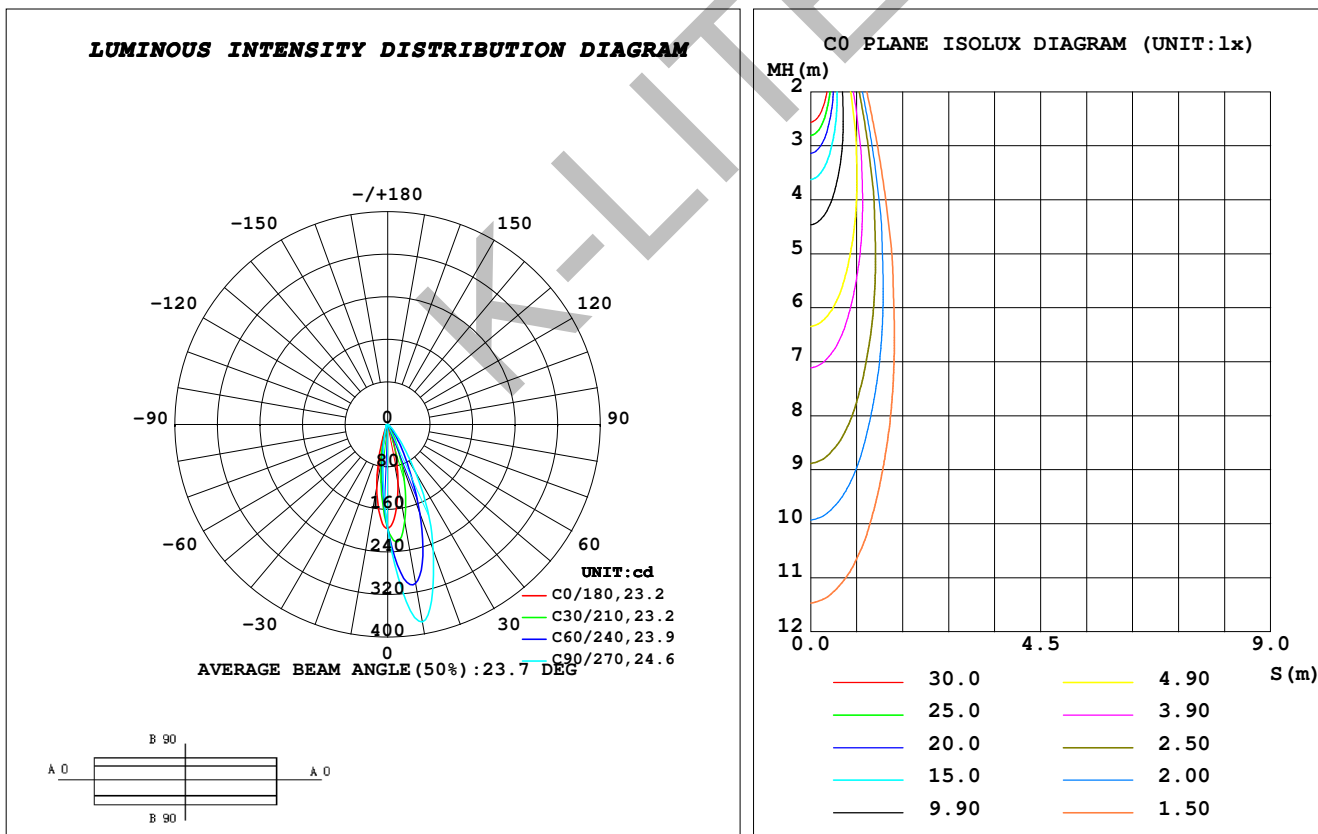 LUMINOUS INTENSITY DISTRIBUTION DIAGRAM
-/+180
-150 150
-120 120
-90 90
-60 60
-30 30
0
80
160
240
320
400
0
UNIT:cd
C0/180,23.2
C30/210,23.2
C60/240,23.9
C90/270,24.6
AVERAGE BEAM ANGLE(50%):23.7 DEG
B 90
A 0 A 0
B 90
K-LITE
C0 PLANE ISOLUX DIAGRAM (UNIT:lx)
MH(m)
2
3
4
5
6
7
8
9
10
11
12
0.0 4.5 9.0
S(m)
30.0 4.90
25.0 3.90
20.0 2.50
15.0 2.00
9.90 1.50